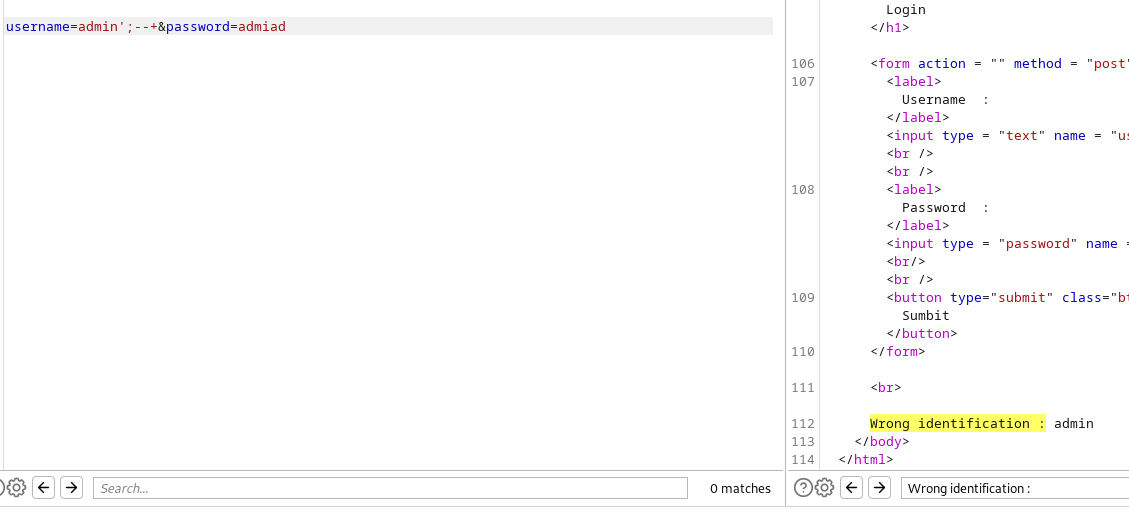 username=admin';--+&password=admiad
Search...
0 matches
Login
</h1>
106 <form action = "" method = "post"
107 <label>
Username  :
</label>
<input type = "text" name = "us
<br />
<br />
108 <label>
Password  :
</label>
<input type = "password" name =
<br/>
<br />
109 <button type="submit" class="bt
Sumbit
</button>
110 </form>
111 <br>
112 Wrong identification : admin
113 </body>
114 </html>
Wrong identification :